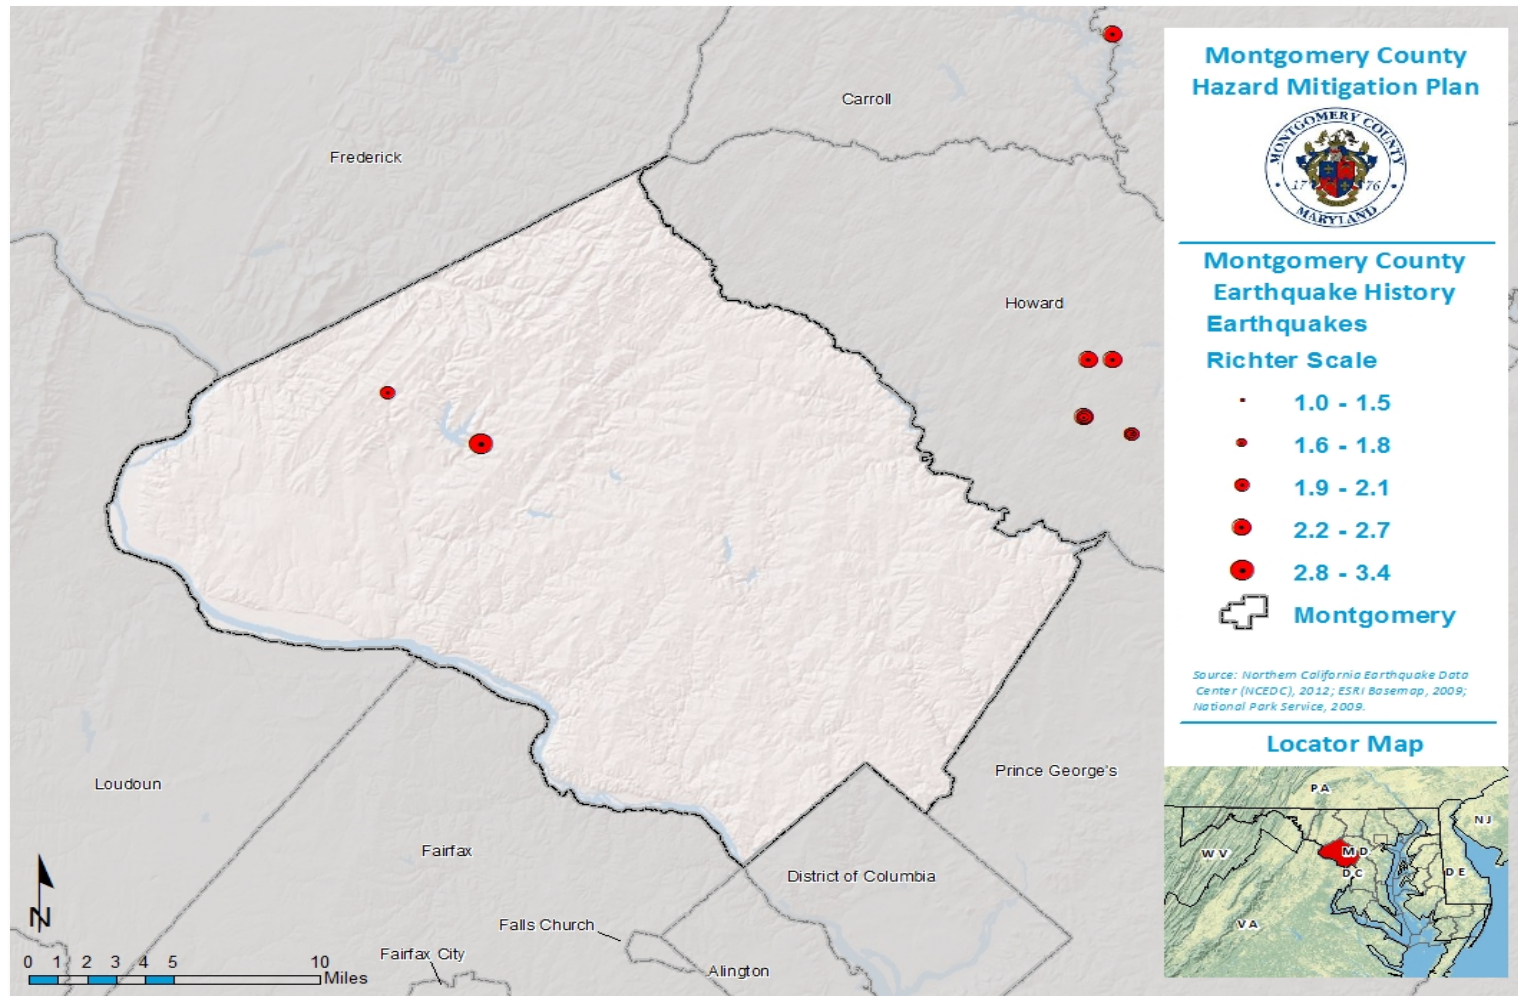 Montgomery County
Hazard Mitigation Plan
MONTGOMERY COUNTY
17 76
MARYLAND
Montgomery County
Earthquake History
Earthquakes
Richter Scale
1.0 - 1.5
1.6 - 1.8
1.9 - 2.1
2.2 - 2.7
2.8 - 3.4
Montgomery
Source: Northern California Earthquake Data
Center (NCEDC), 2012; ESRI Basemap, 2009;
National Park Service, 2009.
Locator Map
PA
NJ
WV
MD
DC
DE
VA
Carroll
Frederick
Howard
Loudoun
Prince George's
Fairfax
District of Columbia
Falls Church
Fairfax City
Alington
N
0 1 2 3 4 5 10
Miles